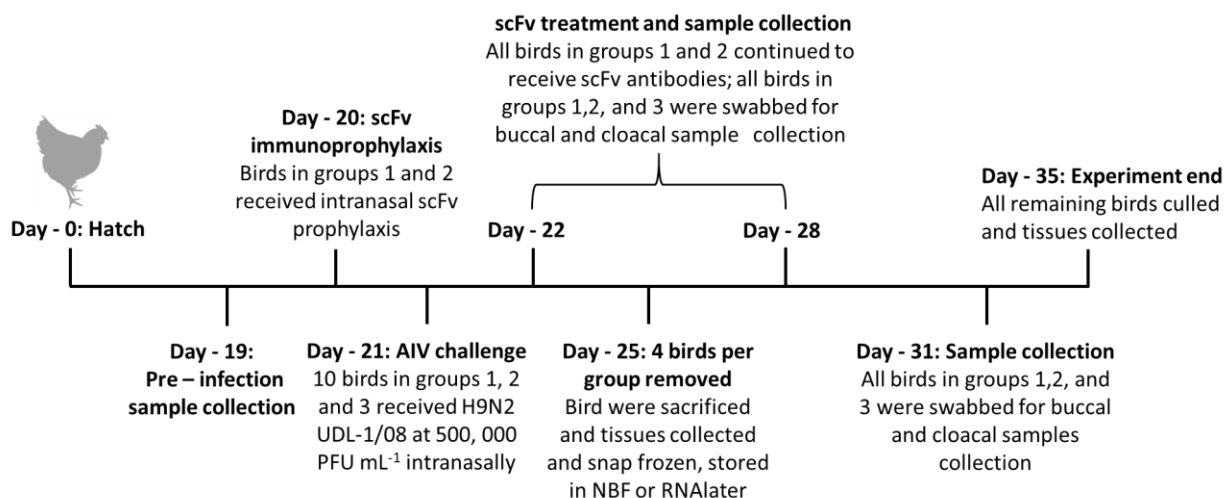 scFv treatment and sample collection
All birds in groups 1 and 2 continued to
receive scFv antibodies; all birds in
groups 1,2, and 3 were swabbed for
buccal and cloacal sample collection
Day - 20: scFv
immunoprophylaxis
Birds in groups 1 and 2
received intranasal scFv
prophylaxis
Day - 35: Experiment end
All remaining birds culled
and tissues collected
Day - 0: Hatch
Day - 22
Day - 28
Day - 19:
Pre – infection
sample collection
Day - 21: AIV challenge
10 birds in groups 1, 2
and 3 received H9N2
UDL-1/08 at 500, 000
PFU mL⁻¹ intranasally
Day - 25: 4 birds per
group removed
Bird were sacrificed
and tissues collected
and snap frozen, stored
in NBF or RNAlater
Day - 31: Sample collection
All birds in groups 1,2, and
3 were swabbed for buccal
and cloacal samples
collection